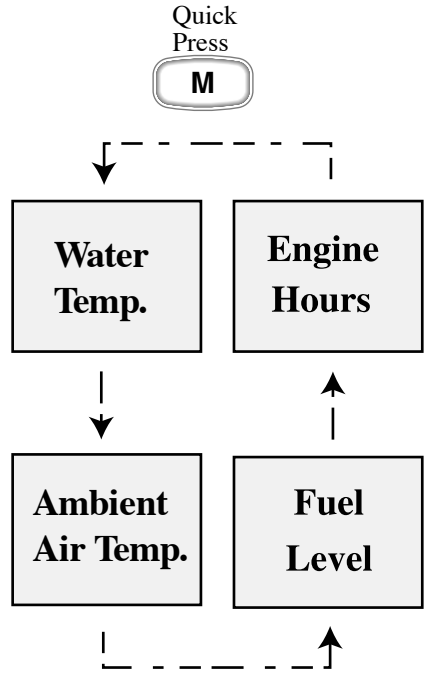 Quick
Press
M
Water
Temp.
Engine
Hours
Ambient
Air Temp.
Fuel
Level